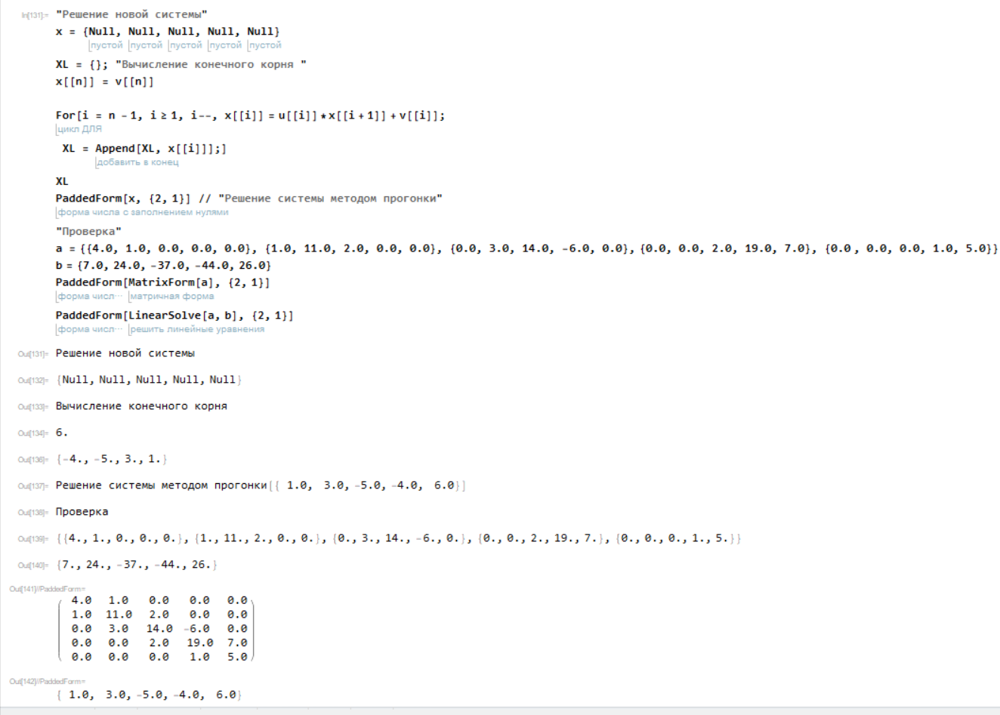 In[131]:= "Решение новой системы"
x = {Null, Null, Null, Null, Null}
пустой пустой пустой пустой пустой
XL = {}; "Вычисление конечного корня "
x[[n]] = v[[n]]
For[i = n - 1, i ≥ 1, i--, x[[i]] = u[[i]] * x[[i + 1]] + v[[i]];
цикл ДЛЯ
XL = Append[XL, x[[i]]];]
добавить в конец
XL
PaddedForm[x, {2, 1}] // "Решение системы методом прогонки"
форма числа с заполнением нулями
"Проверка"
a = {{4.0, 1.0, 0.0, 0.0, 0.0}, {1.0, 11.0, 2.0, 0.0, 0.0}, {0.0, 3.0, 14.0, -6.0, 0.0}, {0.0, 0.0, 2.0, 19.0, 7.0}, {0.0, 0.0, 0.0, 1.0, 5.0}}
b = {7.0, 24.0, -37.0, -44.0, 26.0}
PaddedForm[MatrixForm[a], {2, 1}]
форма числ… матричная форма
PaddedForm[LinearSolve[a, b], {2, 1}]
форма числ… решить линейные уравнения
Out[131]= Решение новой системы
Out[132]= {Null, Null, Null, Null, Null}
Out[133]= Вычисление конечного корня
Out[134]= 6.
Out[136]= {-4., -5., 3., 1.}
Out[137]= Решение системы методом прогонки[{ 1.0, 3.0, -5.0, -4.0, 6.0}]
Out[138]= Проверка
Out[139]= {{4., 1., 0., 0., 0.}, {1., 11., 2., 0., 0.}, {0., 3., 14., -6., 0.}, {0., 0., 2., 19., 7.}, {0., 0., 0., 1., 5.}}
Out[140]= {7., 24., -37., -44., 26.}
Out[141]//PaddedForm=
4.0 1.0 0.0 0.0 0.0
1.0 11.0 2.0 0.0 0.0
0.0 3.0 14.0 -6.0 0.0
0.0 0.0 2.0 19.0 7.0
0.0 0.0 0.0 1.0 5.0
Out[142]//PaddedForm=
{ 1.0, 3.0, -5.0, -4.0, 6.0}